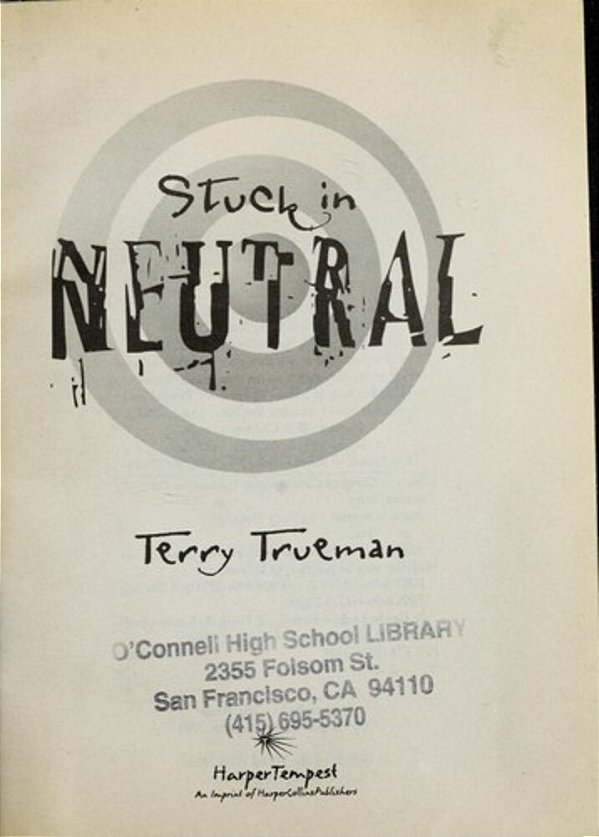 Stuck in
NEUTRAL
Terry Trueman
O'Connell High School LIBRARY
2355 Folsom St.
San Francisco, CA 94110
(415) 695-5370
HarperTempest
An Imprint of HarperCollinsPublishers